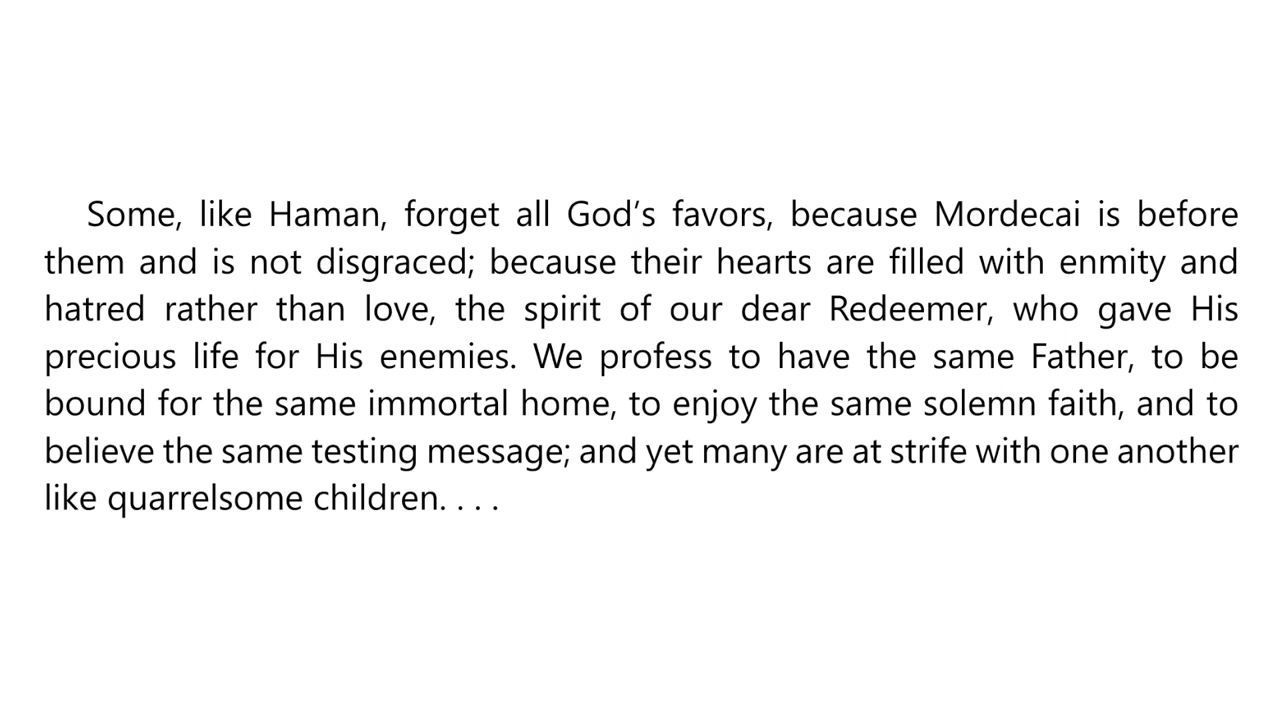 Some, like Haman, forget all God’s favors, because Mordecai is before
them and is not disgraced; because their hearts are filled with enmity and
hatred rather than love, the spirit of our dear Redeemer, who gave His
precious life for His enemies. We profess to have the same Father, to be
bound for the same immortal home, to enjoy the same solemn faith, and to
believe the same testing message; and yet many are at strife with one another
like quarrelsome children. . . .